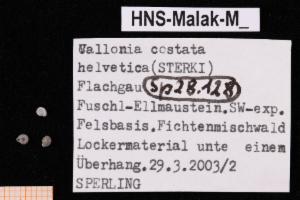 HNS-Malak-M_
Vallonia costata
helvetica(STERKI)
Flachgau Sp28.128
Fuschl-Ellmaustein.SW-exp.
Felsbasis.Fichtenmischwald
Lockermaterial unte einem
Überhang.29.3.2003/2
SPERLING